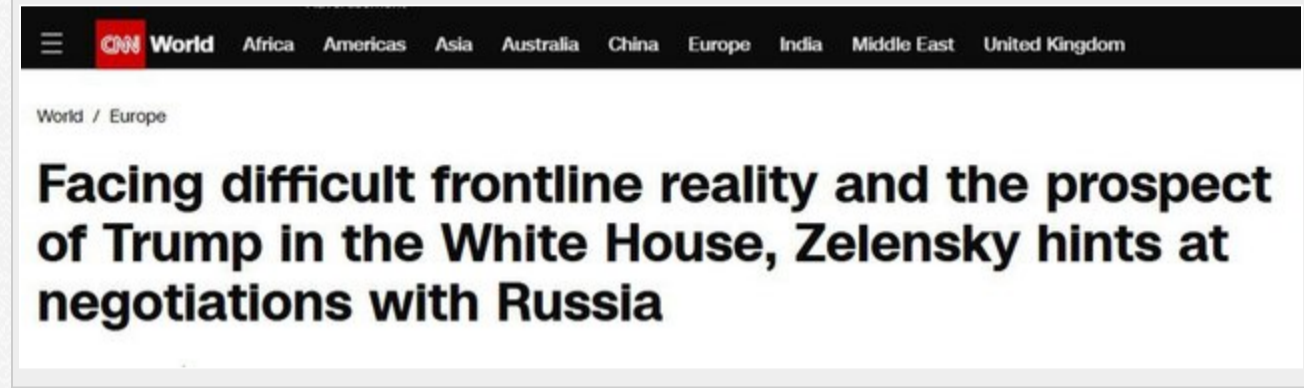 CNN World Africa Americas Asia Australia China Europe India Middle East United Kingdom
World / Europe
Facing difficult frontline reality and the prospect
of Trump in the White House, Zelensky hints at
negotiations with Russia